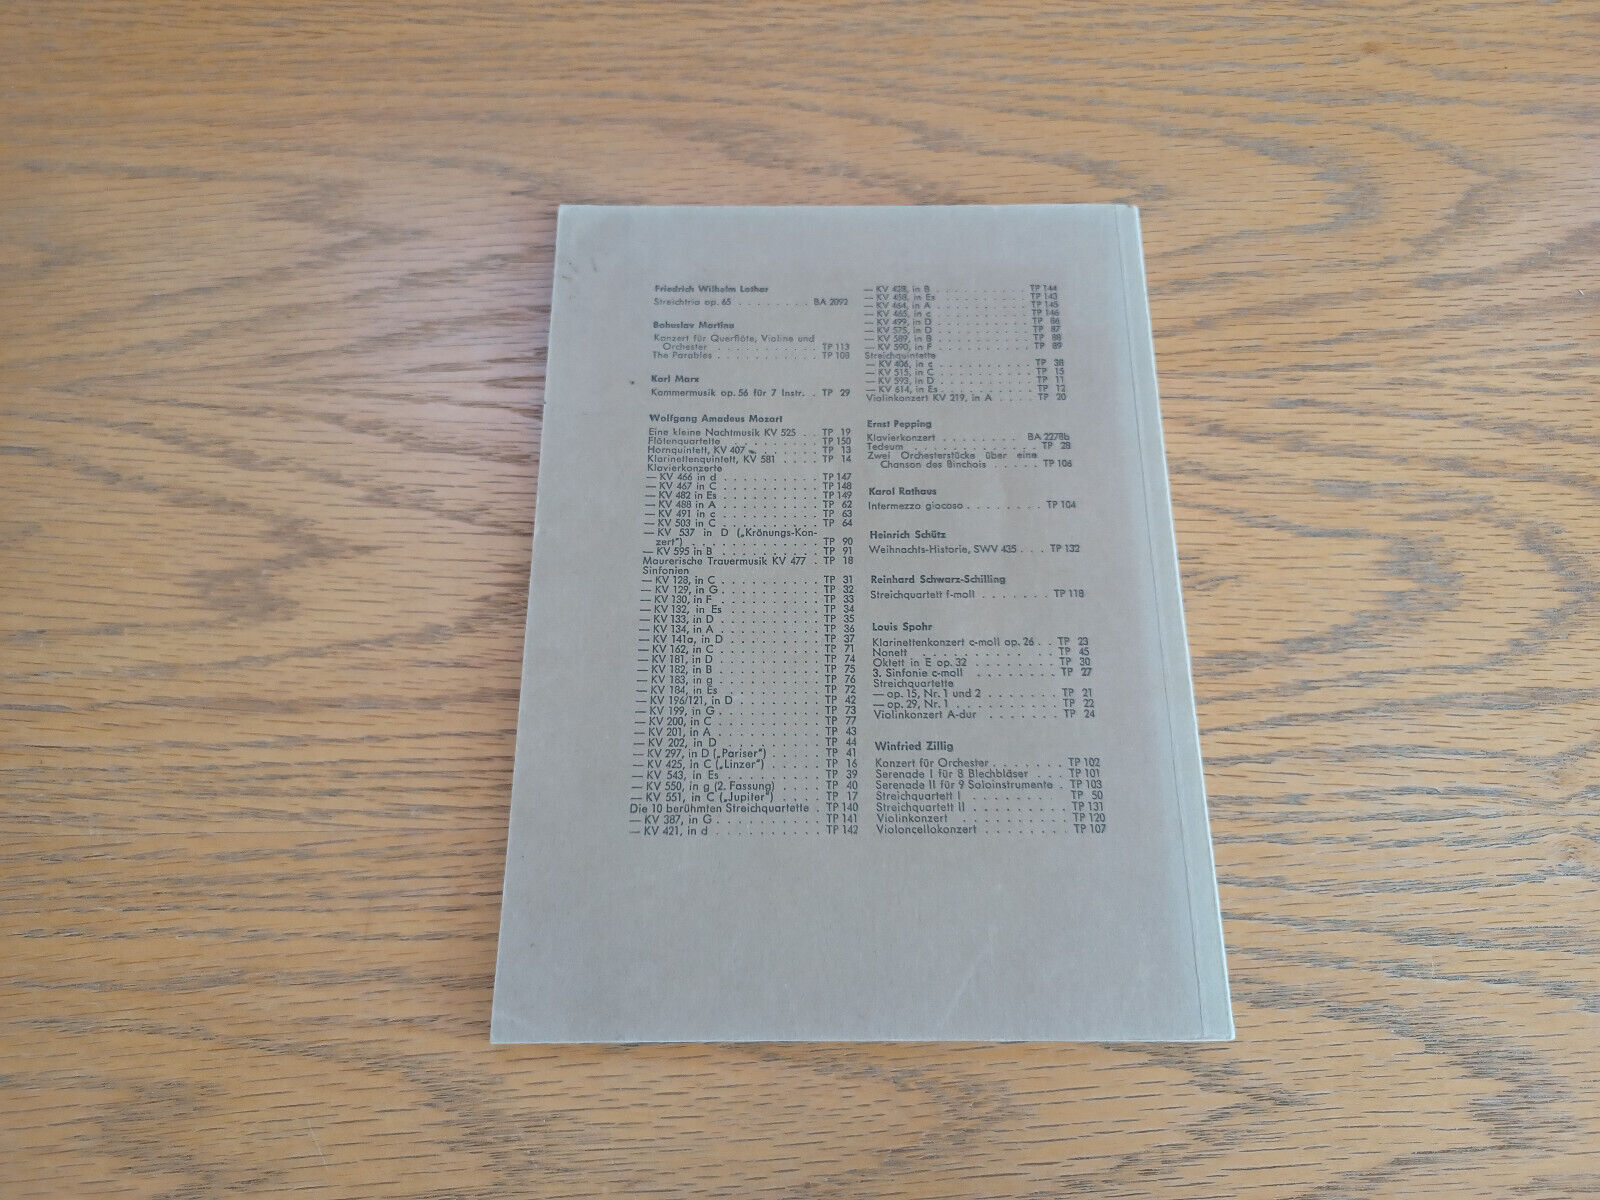 Friedrich Wilhelm Lothar
Streichtrio op. 65 . . . . . . . . . BA 2092
Bohuslav Martinu
Konzert für Querflöte, Violine und
Orchester . . . . . . . . . . . . . TP 113
The Parables . . . . . . . . . . . . TP 108
Karl Marx
Kammermusik op. 56 für 7 Instr. . TP 29
Wolfgang Amadeus Mozart
Eine kleine Nachtmusik KV 525 . . TP 19
Flötenquartette . . . . . . . . . . TP 150
Hornquintett, KV 407 . . . . . . . TP 13
Klarinettenquintett, KV 581 . . . . TP 14
Klavierkonzerte
— KV 466 in d . . . . . . . . . . . TP 147
— KV 467 in C . . . . . . . . . . . TP 148
— KV 482 in Es . . . . . . . . . . TP 149
— KV 488 in A . . . . . . . . . . . TP 62
— KV 491 in c . . . . . . . . . . . TP 63
— KV 503 in C . . . . . . . . . . . TP 64
— KV 537 in D („Krönungs-Kon-
zert“) . . . . . . . . . . . . . . TP 90
— KV 595 in B . . . . . . . . . . . TP 91
Maurerische Trauermusik KV 477 . TP 18
Sinfonien
— KV 128, in C . . . . . . . . . . TP 31
— KV 129, in G . . . . . . . . . . TP 32
— KV 130, in F . . . . . . . . . . TP 33
— KV 132, in Es . . . . . . . . . . TP 34
— KV 133, in D . . . . . . . . . . TP 35
— KV 134, in A . . . . . . . . . . TP 36
— KV 141a, in D . . . . . . . . . . TP 37
— KV 162, in C . . . . . . . . . . TP 71
— KV 181, in D . . . . . . . . . . TP 74
— KV 182, in B . . . . . . . . . . TP 75
— KV 183, in g . . . . . . . . . . TP 76
— KV 184, in Es . . . . . . . . . . TP 72
— KV 196/121, in D . . . . . . . . TP 42
— KV 199, in G . . . . . . . . . . TP 73
— KV 200, in C . . . . . . . . . . TP 77
— KV 201, in A . . . . . . . . . . TP 43
— KV 202, in D . . . . . . . . . . TP 44
— KV 297, in D („Pariser“) . . . . TP 41
— KV 425, in C („Linzer“) . . . . . TP 16
— KV 543, in Es . . . . . . . . . . TP 39
— KV 550, in g (2. Fassung) . . . . TP 40
— KV 551, in C („Jupiter“) . . . . TP 17
Die 10 berühmten Streichquartette . TP 140
— KV 387, in G . . . . . . . . . . TP 141
— KV 421, in d . . . . . . . . . . TP 142
— KV 428, in B . . . . . . . . . . TP 144
— KV 458, in Es . . . . . . . . . . TP 143
— KV 464, in A . . . . . . . . . . TP 145
— KV 465, in c . . . . . . . . . . TP 146
— KV 499, in D . . . . . . . . . . TP 86
— KV 575, in D . . . . . . . . . . TP 87
— KV 589, in B . . . . . . . . . . TP 88
— KV 590, in F . . . . . . . . . . TP 89
Streichquintette
— KV 406, in c . . . . . . . . . . TP 38
— KV 515, in C . . . . . . . . . . TP 15
— KV 593, in D . . . . . . . . . . TP 11
— KV 614, in Es . . . . . . . . . . TP 12
Violinkonzert KV 219, in A . . . . TP 20
Ernst Pepping
Klavierkonzert . . . . . . . . . BA 2278b
Tedeum . . . . . . . . . . . . . . TP 28
Zwei Orchesterstücke über eine
Chanson des Binchois . . . . . TP 106
Karol Rathaus
Intermezzo giocoso . . . . . . . . TP 104
Heinrich Schütz
Weihnachts-Historie, SWV 435 . . . TP 132
Reinhard Schwarz-Schilling
Streichquartett f-moll . . . . . . . TP 118
Louis Spohr
Klarinettenkonzert c-moll op. 26 . . TP 23
Nonett . . . . . . . . . . . . . . TP 45
Oktett in E op. 32 . . . . . . . . TP 30
3. Sinfonie c-moll . . . . . . . . TP 27
Streichquartette
— op. 15, Nr. 1 und 2 . . . . . . . TP 21
— op. 29, Nr. 1 . . . . . . . . . . TP 22
Violinkonzert A-dur . . . . . . . TP 24
Winfried Zillig
Konzert für Orchester . . . . . . . TP 102
Serenade I für 8 Blechbläser . . . TP 101
Serenade II für 9 Soloinstrumente . TP 103
Streichquartett I . . . . . . . . . TP 50
Streichquartett II . . . . . . . . . TP 131
Violinkonzert . . . . . . . . . . . TP 120
Violoncellokonzert . . . . . . . . TP 107